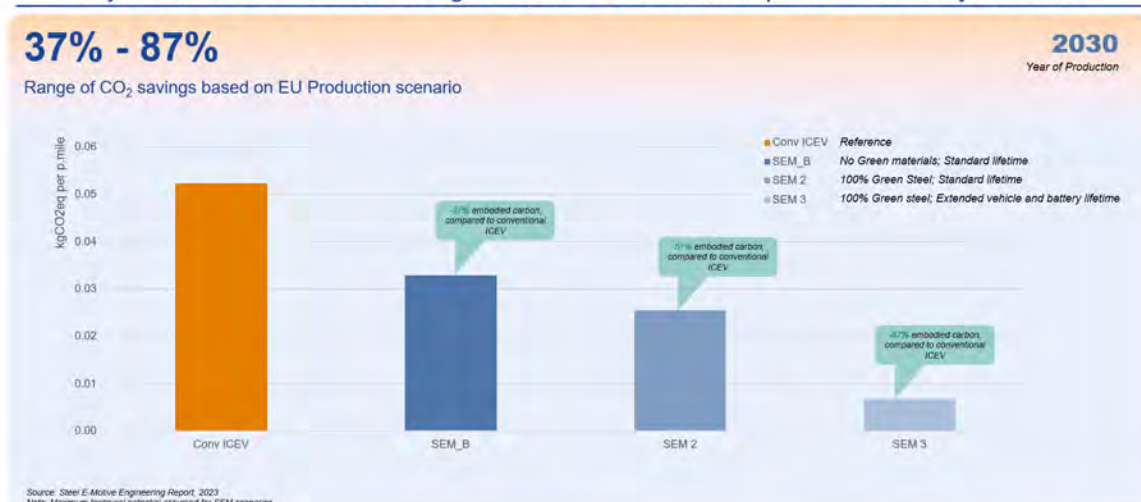 37% - 87%
Range of CO₂ savings based on EU Production scenario
2030
Year of Production
kgCO2eq per p.mile
0.06
0.05
0.04
0.03
0.02
0.01
0.00
Conv ICEV Reference
SEM_B No Green materials; Standard lifetime
SEM 2 100% Green Steel; Standard lifetime
SEM 3 100% Green steel; Extended vehicle and battery lifetime
-37% embodied carbon,
compared to conventional
ICEV
-51% embodied carbon,
compared to conventional
ICEV
-87% embodied carbon,
compared to conventional
ICEV
Conv ICEV
SEM_B
SEM 2
SEM 3
Source: Steel E-Motive Engineering Report, 2023